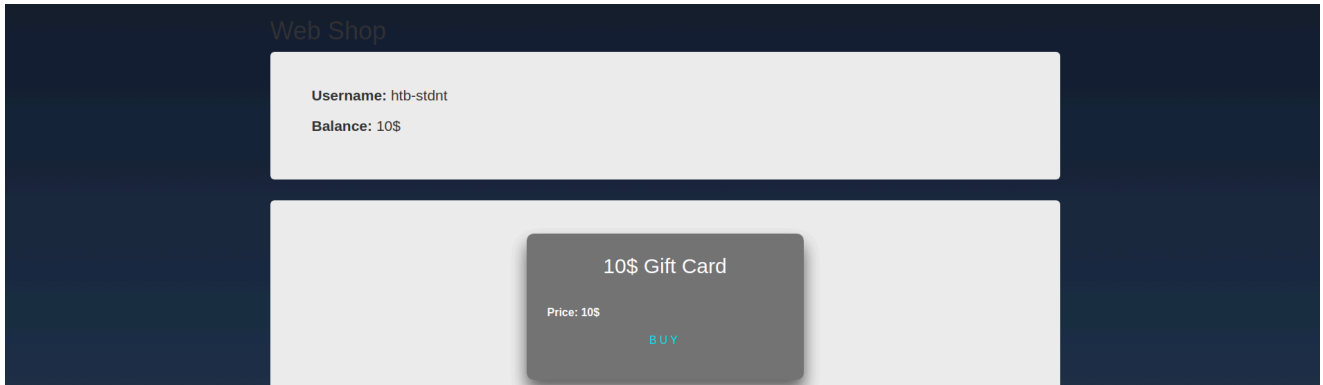 Web Shop
Username: htb-stdnt
Balance: 10$
10$ Gift Card
Price: 10$
BUY